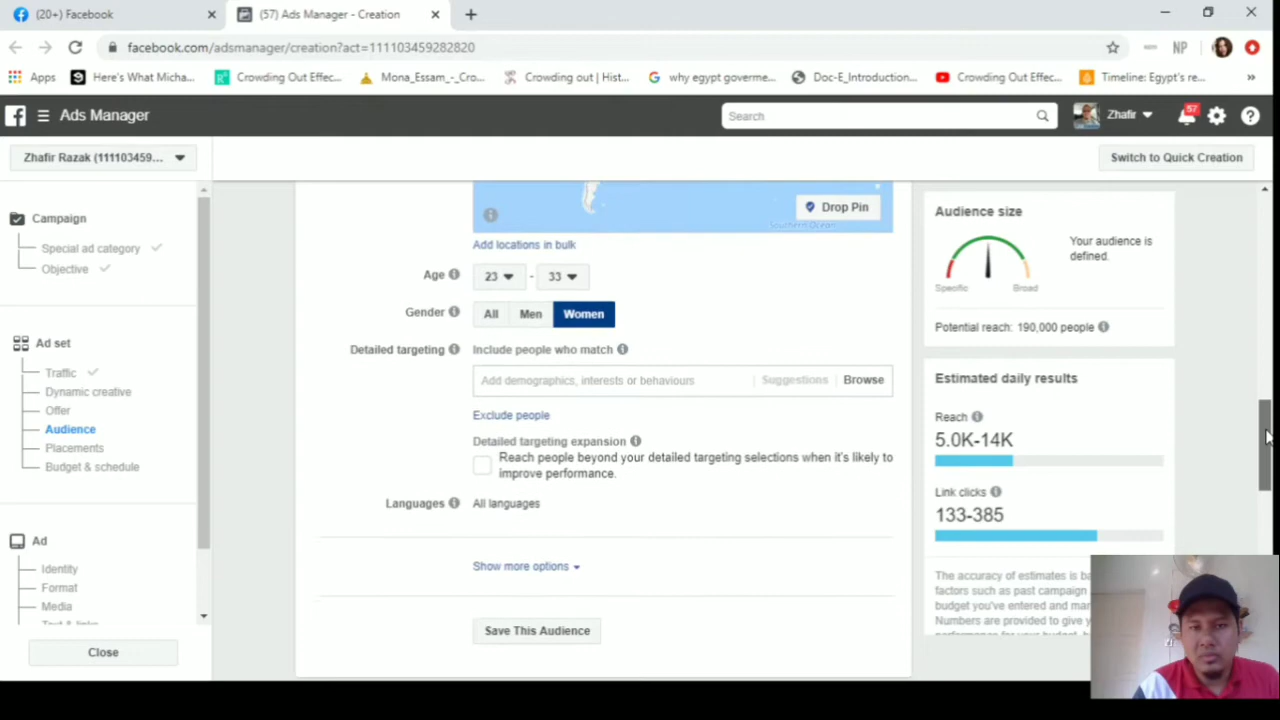 (20+) Facebook
(57) Ads Manager - Creation
facebook.com/adsmanager/creation?act=111103459282820
NP
Apps
Here's What Micha...
Crowding Out Effec...
Mona_Essam_-_Cro...
Crowding out | Hist...
why egypt governme...
Doc-E_Introduction...
Crowding Out Effec...
Timeline: Egypt's re...
Ads Manager
Search
Zhafir
57
Zhafir Razak (111103459...
Switch to Quick Creation
Campaign
Special ad category
Objective
Ad set
Traffic
Dynamic creative
Offer
Audience
Placements
Budget & schedule
Ad
Identity
Format
Media
Text & links
Close
Drop Pin
Southern Ocean
Add locations in bulk
Age
23 - 33
Gender
All Men Women
Detailed targeting
Include people who match
Add demographics, interests or behaviours
Suggestions
Browse
Exclude people
Detailed targeting expansion
Reach people beyond your detailed targeting selections when it's likely to
improve performance.
Languages
All languages
Show more options
Save This Audience
Audience size
Your audience is
defined.
Specific
Broad
Potential reach: 190,000 people
Estimated daily results
Reach
5.0K-14K
Link clicks
133-385
The accuracy of estimates is ba
factors such as past campaign
budget you've entered and mar
Numbers are provided to give y